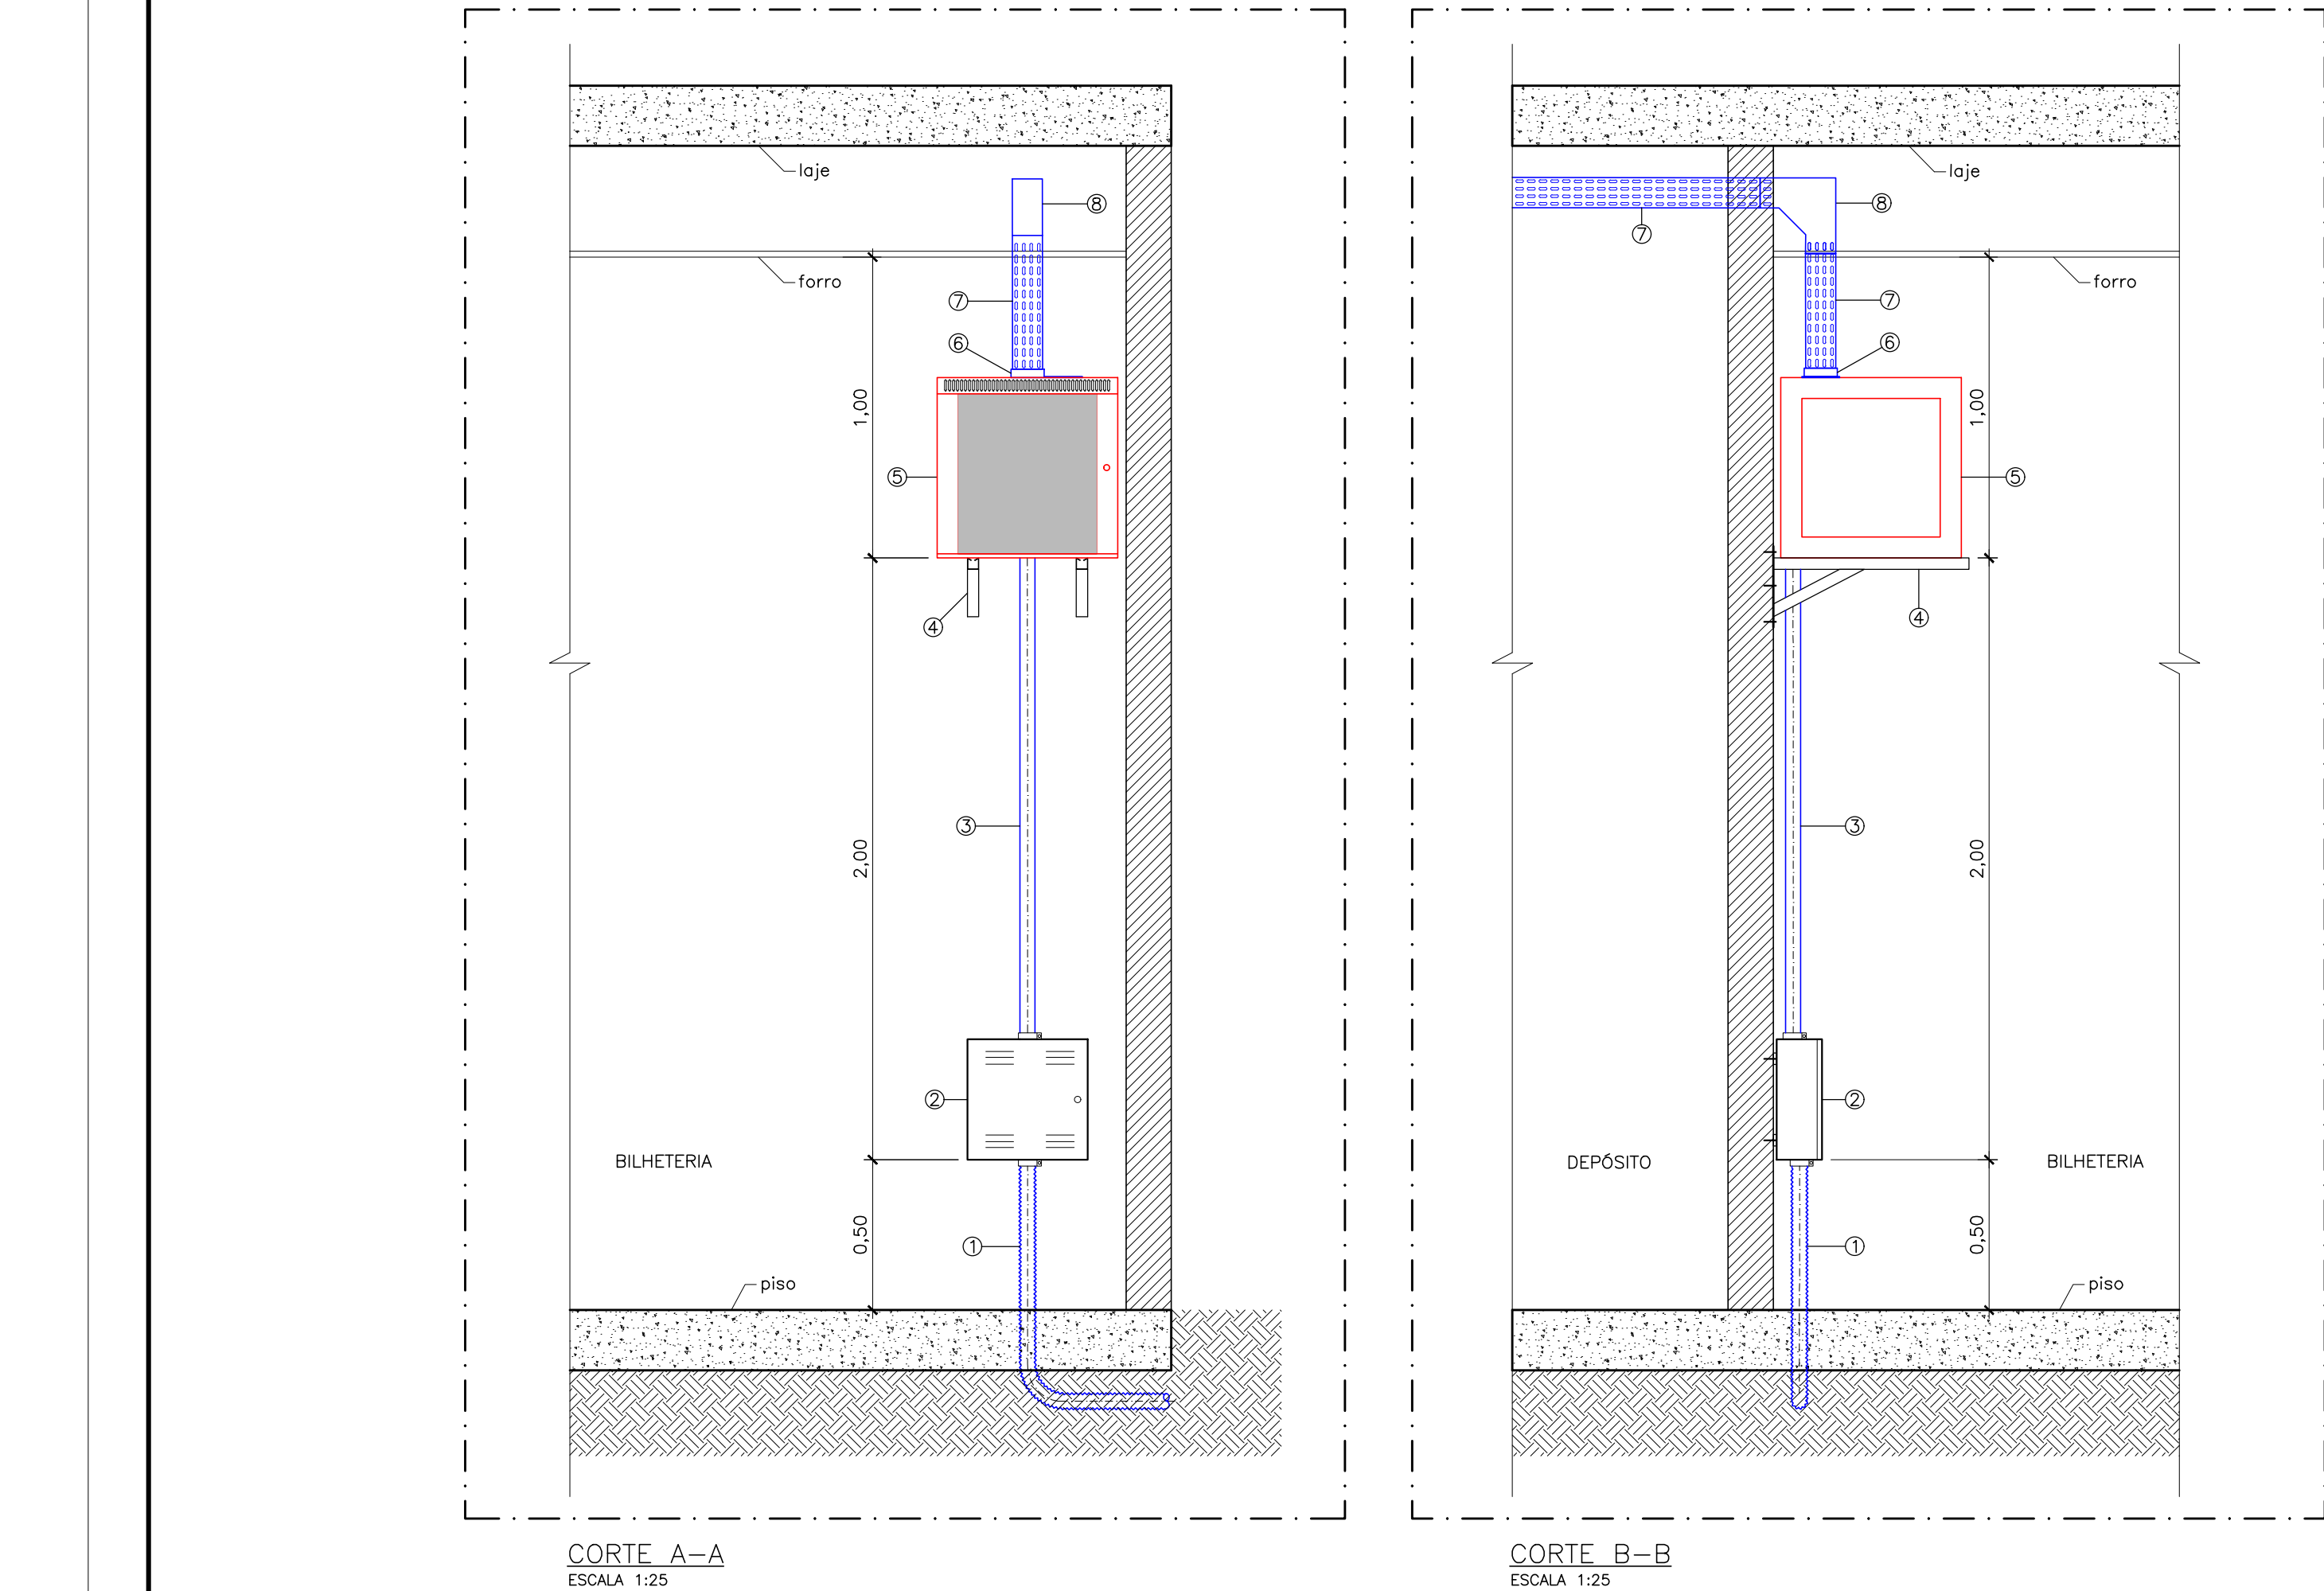 laje
⑧
forro
⑦
⑥
1,00
⑤
④
③
2,00
②
BILHETERIA
0,50
①
piso
CORTE A-A
ESCALA 1:25
laje
⑧
⑦
forro
⑦
⑥
1,00
⑤
④
③
2,00
②
DEPÓSITO
BILHETERIA
0,50
①
piso
CORTE B-B
ESCALA 1:25